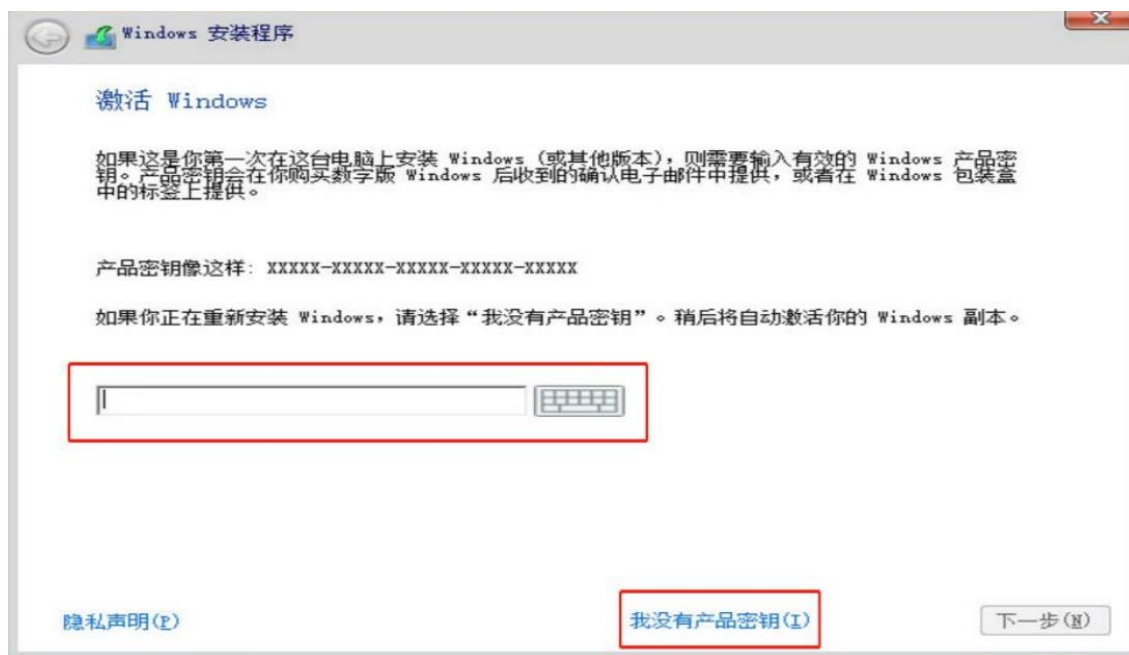 Windows 安装程序
激活 Windows
如果这是你第一次在这台电脑上安装 Windows (或其他版本)，则需要输入有效的 Windows 产品密
钥。产品密钥会在你购买数字版 Windows 后收到的确认电子邮件中提供，或者在 Windows 包装盒
中的标签上提供。
产品密钥像这样: XXXXX-XXXXX-XXXXX-XXXXX-XXXXX
如果你正在重新安装 Windows，请选择“我没有产品密钥”。稍后将自动激活你的 Windows 副本。
隐私声明(P) 我没有产品密钥(I) 下一步(N)